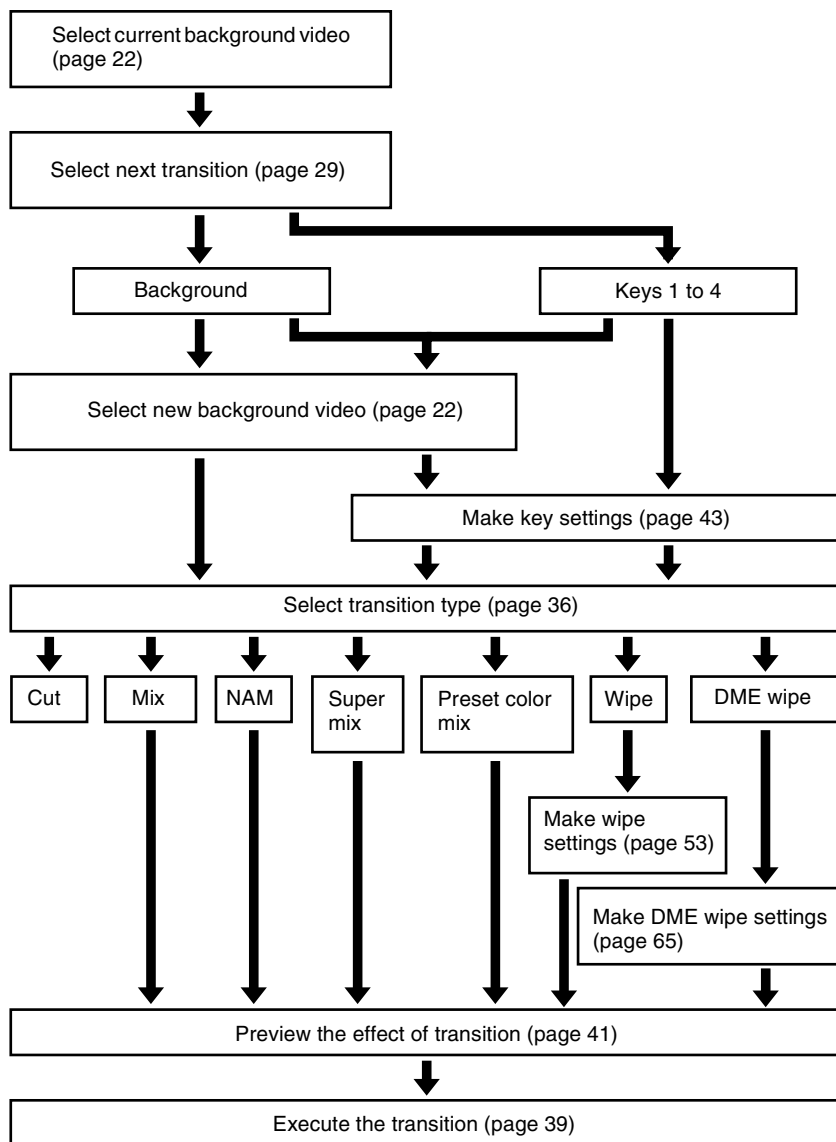 Select current background video
(page 22)
Select next transition (page 29)
Background
Keys 1 to 4
Select new background video (page 22)
Make key settings (page 43)
Select transition type (page 36)
Cut
Mix
NAM
Super
mix
Preset color
mix
Wipe
DME wipe
Make wipe
settings (page 53)
Make DME wipe settings
(page 65)
Preview the effect of transition (page 41)
Execute the transition (page 39)